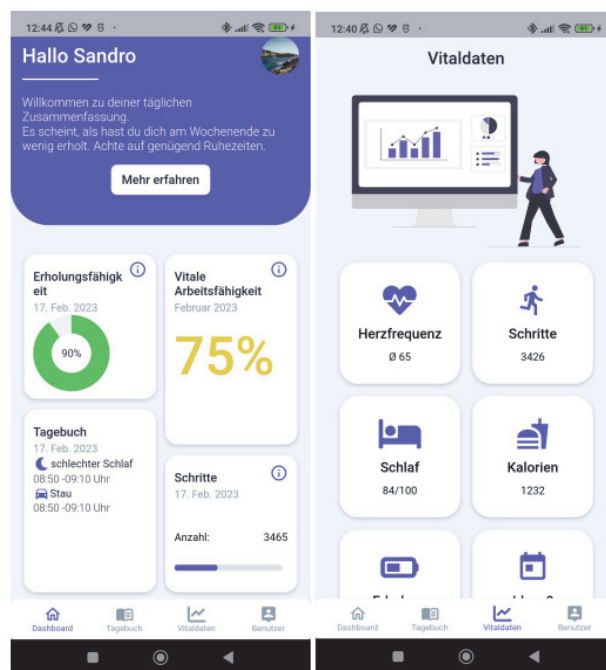 12:44
91
Hallo Sandro
Willkommen zu deiner täglichen
Zusammenfassung.
Es scheint, als hast du dich am Wochenende zu
wenig erholt. Achte auf genügend Ruhezeiten.
Mehr erfahren
Erholungsfähigk
eit
17. Feb. 2023
90%
Vitale
Arbeitsfähigkeit
Februar 2023
75%
Tagebuch
17. Feb. 2023
schlechter Schlaf
08:50 -09:10 Uhr
Stau
08:50 -09:10 Uhr
Schritte
17. Feb. 2023
Anzahl: 3465
Dashboard Tagebuch Vitaldaten Benutzer
12:40
Vitaldaten
Herzfrequenz
Ø 65
Schritte
3426
Schlaf
84/100
Kalorien
1232
Dashboard Tagebuch Vitaldaten Benutzer